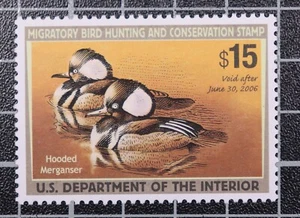 MIGRATORY BIRD HUNTING AND CONSERVATION STAMP
$15
Void after
June 30, 2006
Hooded
Merganser
U.S. DEPARTMENT OF THE INTERIOR